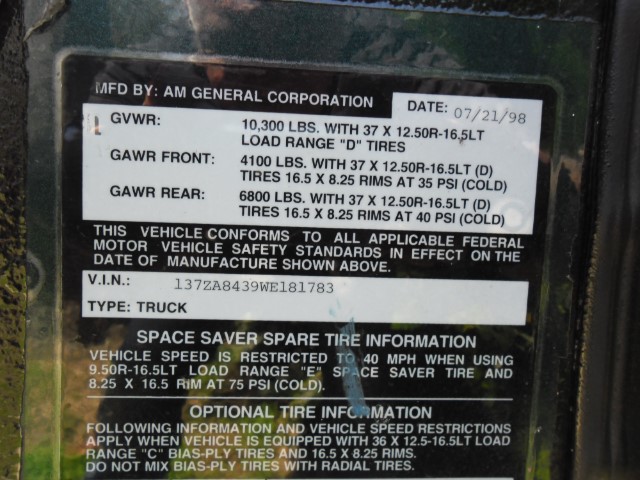 MFD BY: AM GENERAL CORPORATION
DATE: 07/21/98
GVWR: 10,300 LBS. WITH 37 X 12.50R-16.5LT
LOAD RANGE "D" TIRES
GAWR FRONT: 4100 LBS. WITH 37 X 12.50R-16.5LT (D)
TIRES 16.5 X 8.25 RIMS AT 35 PSI (COLD)
GAWR REAR: 6800 LBS. WITH 37 X 12.50R-16.5LT (D)
TIRES 16.5 X 8.25 RIMS AT 40 PSI (COLD)
THIS VEHICLE CONFORMS TO ALL APPLICABLE FEDERAL
MOTOR VEHICLE SAFETY STANDARDS IN EFFECT ON THE
DATE OF MANUFACTURE SHOWN ABOVE.
V.I.N.: 137ZA8439WE181783
TYPE: TRUCK
SPACE SAVER SPARE TIRE INFORMATION
VEHICLE SPEED IS RESTRICTED TO 40 MPH WHEN USING
9.50R-16.5LT LOAD RANGE "E" SPACE SAVER TIRE AND
8.25 X 16.5 RIM AT 75 PSI (COLD).
OPTIONAL TIRE INFORMATION
FOLLOWING INFORMATION AND VEHICLE SPEED RESTRICTIONS
APPLY WHEN VEHICLE IS EQUIPPED WITH 36 X 12.5-16.5LT LOAD
RANGE "C" BIAS-PLY TIRES AND 16.5 X 8.25 RIMS.
DO NOT MIX BIAS-PLY TIRES WITH RADIAL TIRES.